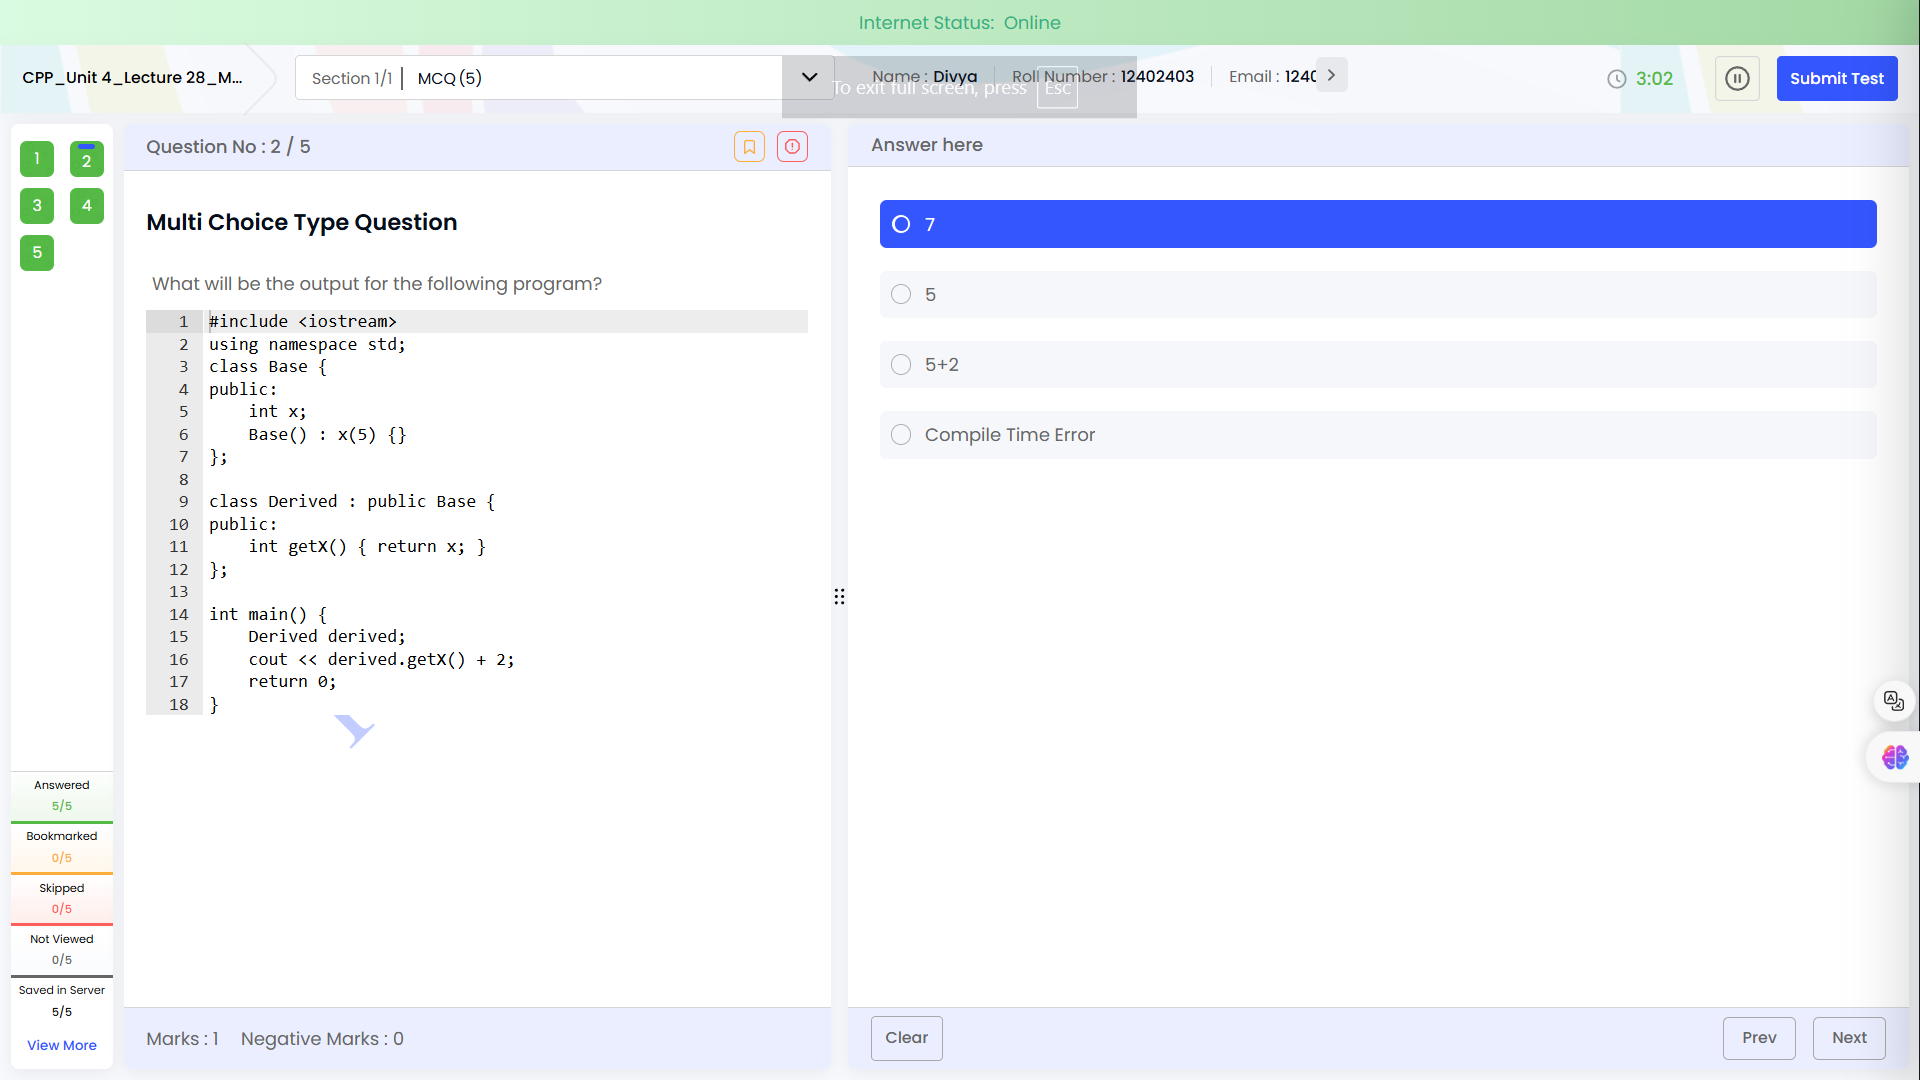 Internet Status: Online
CPP_Unit 4_Lecture 28_M...
Section 1/1 | MCQ (5)
Name : Divya
Roll Number : 12402403
Email : 1240
To exit full screen, press Esc
3:02
Submit Test
1
2
3
4
5
Question No : 2 / 5
Multi Choice Type Question
What will be the output for the following program?
1 #include <iostream>
2 using namespace std;
3 class Base {
4 public:
5     int x;
6     Base() : x(5) {}
7 };
8
9 class Derived : public Base {
10 public:
11     int getX() { return x; }
12 };
13
14 int main() {
15     Derived derived;
16     cout << derived.getX() + 2;
17     return 0;
18 }
Answer here
7
5
5+2
Compile Time Error
Answered
5/5
Bookmarked
0/5
Skipped
0/5
Not Viewed
0/5
Saved in Server
5/5
View More
Marks : 1
Negative Marks : 0
Clear
Prev
Next